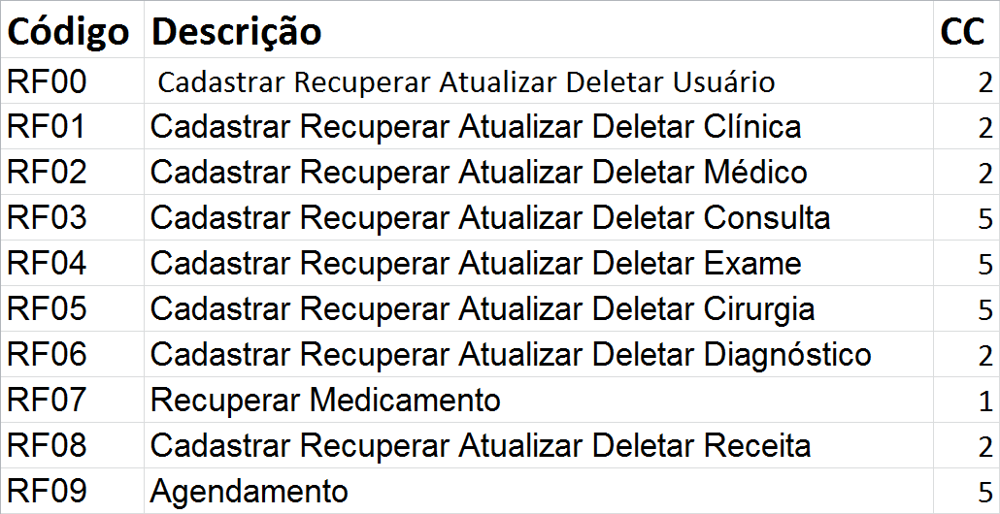 Código Descrição CC
RF00 Cadastrar Recuperar Atualizar Deletar Usuário 2
RF01 Cadastrar Recuperar Atualizar Deletar Clínica 2
RF02 Cadastrar Recuperar Atualizar Deletar Médico 2
RF03 Cadastrar Recuperar Atualizar Deletar Consulta 5
RF04 Cadastrar Recuperar Atualizar Deletar Exame 5
RF05 Cadastrar Recuperar Atualizar Deletar Cirurgia 5
RF06 Cadastrar Recuperar Atualizar Deletar Diagnóstico 2
RF07 Recuperar Medicamento 1
RF08 Cadastrar Recuperar Atualizar Deletar Receita 2
RF09 Agendamento 5